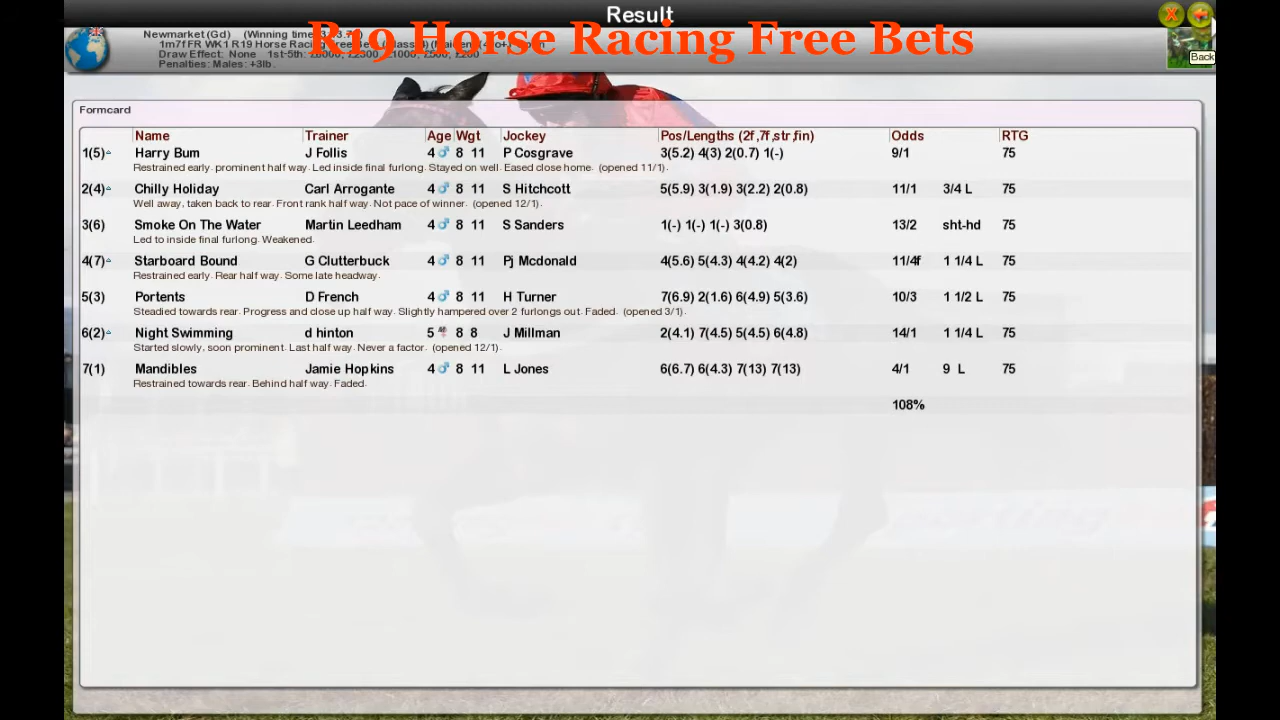 Result
R19 Horse Racing Free Bets
Newmarket (Gd) (Winning time:
1m7fFR WK1 R19 Horse Racing Free Bets
Draw Effect: None 1st-5th:
Penalties: Males: +3lb.
Back
Formcard
Name Trainer Age Wgt Jockey Pos/Lengths (2f,7f,str,fin) Odds RTG
1(5) Harry Bum J Follis 4 8 11 P Cosgrave 3(5.2) 4(3) 2(0.7) 1(-) 9/1 75
Restrained early. prominent half way. Led inside final furlong. Stayed on well. Eased close home. (opened 11/1).
2(4) Chilly Holiday Carl Arrogante 4 8 11 S Hitchcott 5(5.9) 3(1.9) 3(2.2) 2(0.8) 11/1 3/4 L 75
Well away, taken back to rear. Front rank half way. Not pace of winner. (opened 12/1).
3(6) Smoke On The Water Martin Leedham 4 8 11 S Sanders 1(-) 1(-) 1(-) 3(0.8) 13/2 sht-hd 75
Led to inside final furlong. Weakened.
4(7) Starboard Bound G Clutterbuck 4 8 11 Pj Mcdonald 4(5.6) 5(4.3) 4(4.2) 4(2) 11/4f 1 1/4 L 75
Restrained early. Rear half way. Some late headway.
5(3) Portents D French 4 8 11 H Turner 7(6.9) 2(1.6) 6(4.9) 5(3.6) 10/3 1 1/2 L 75
Steadied towards rear. Progress and close up half way. Slightly hampered over 2 furlongs out. Faded. (opened 3/1).
6(2) Night Swimming d hinton 5 8 8 J Millman 2(4.1) 7(4.5) 5(4.5) 6(4.8) 14/1 1 1/4 L 75
Started slowly, soon prominent. Last half way. Never a factor. (opened 12/1).
7(1) Mandibles Jamie Hopkins 4 8 11 L Jones 6(6.7) 6(4.3) 7(13) 7(13) 4/1 9 L 75
Restrained towards rear. Behind half way. Faded.
108%